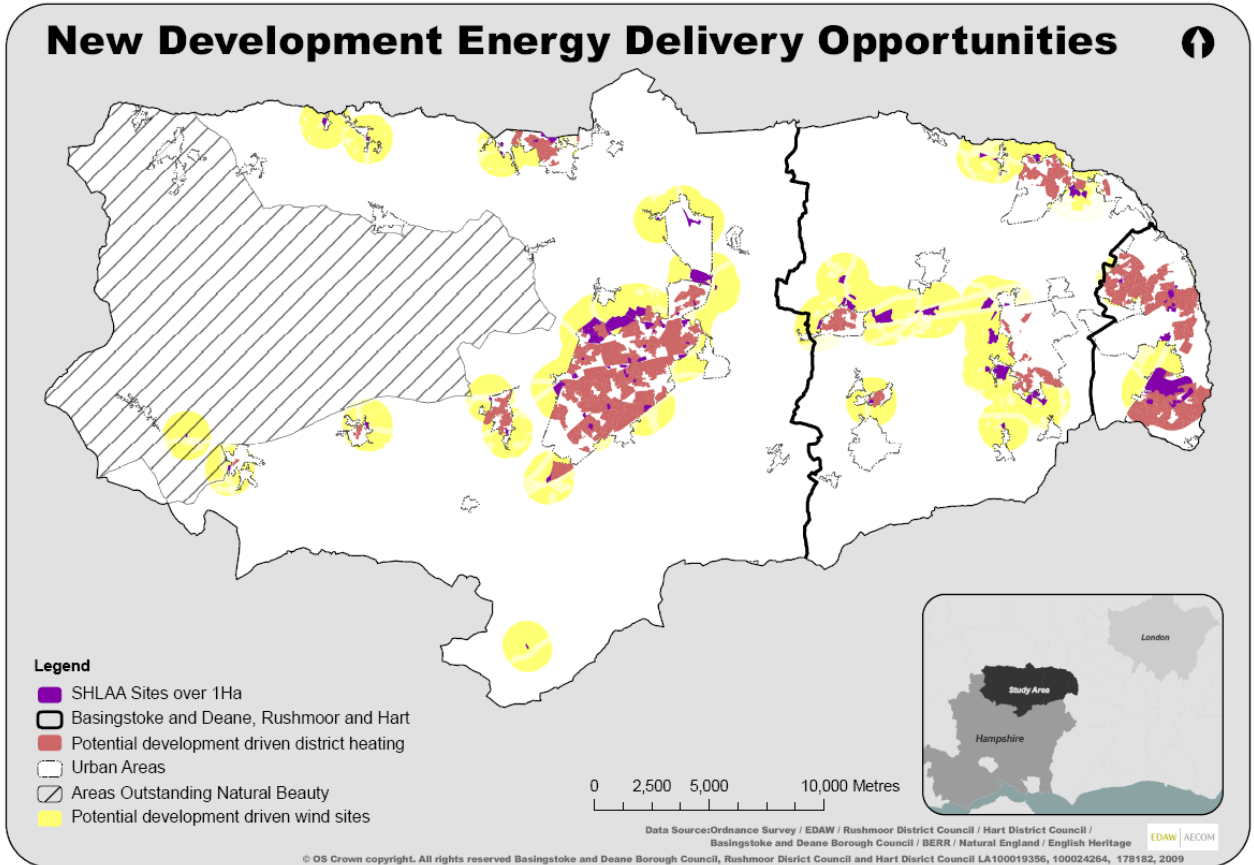 New Development Energy Delivery Opportunities
Legend
SHLAA Sites over 1Ha
Basingstoke and Deane, Rushmoor and Hart
Potential development driven district heating
Urban Areas
Areas Outstanding Natural Beauty
Potential development driven wind sites
0 2,500 5,000 10,000 Metres
London
Study Area
Hampshire
Data Source:Ordnance Survey / EDAW / Rushmoor District Council / Hart District Council /
Basingstoke and Deane Borough Council / BERR / Natural England / English Heritage
EDAW | AECOM
© OS Crown copyright. All rights reserved Basingstoke and Deane Borough Council, Rushmoor Disrict Council and Hart District Council LA100019356, 100024264, 178182, 2009